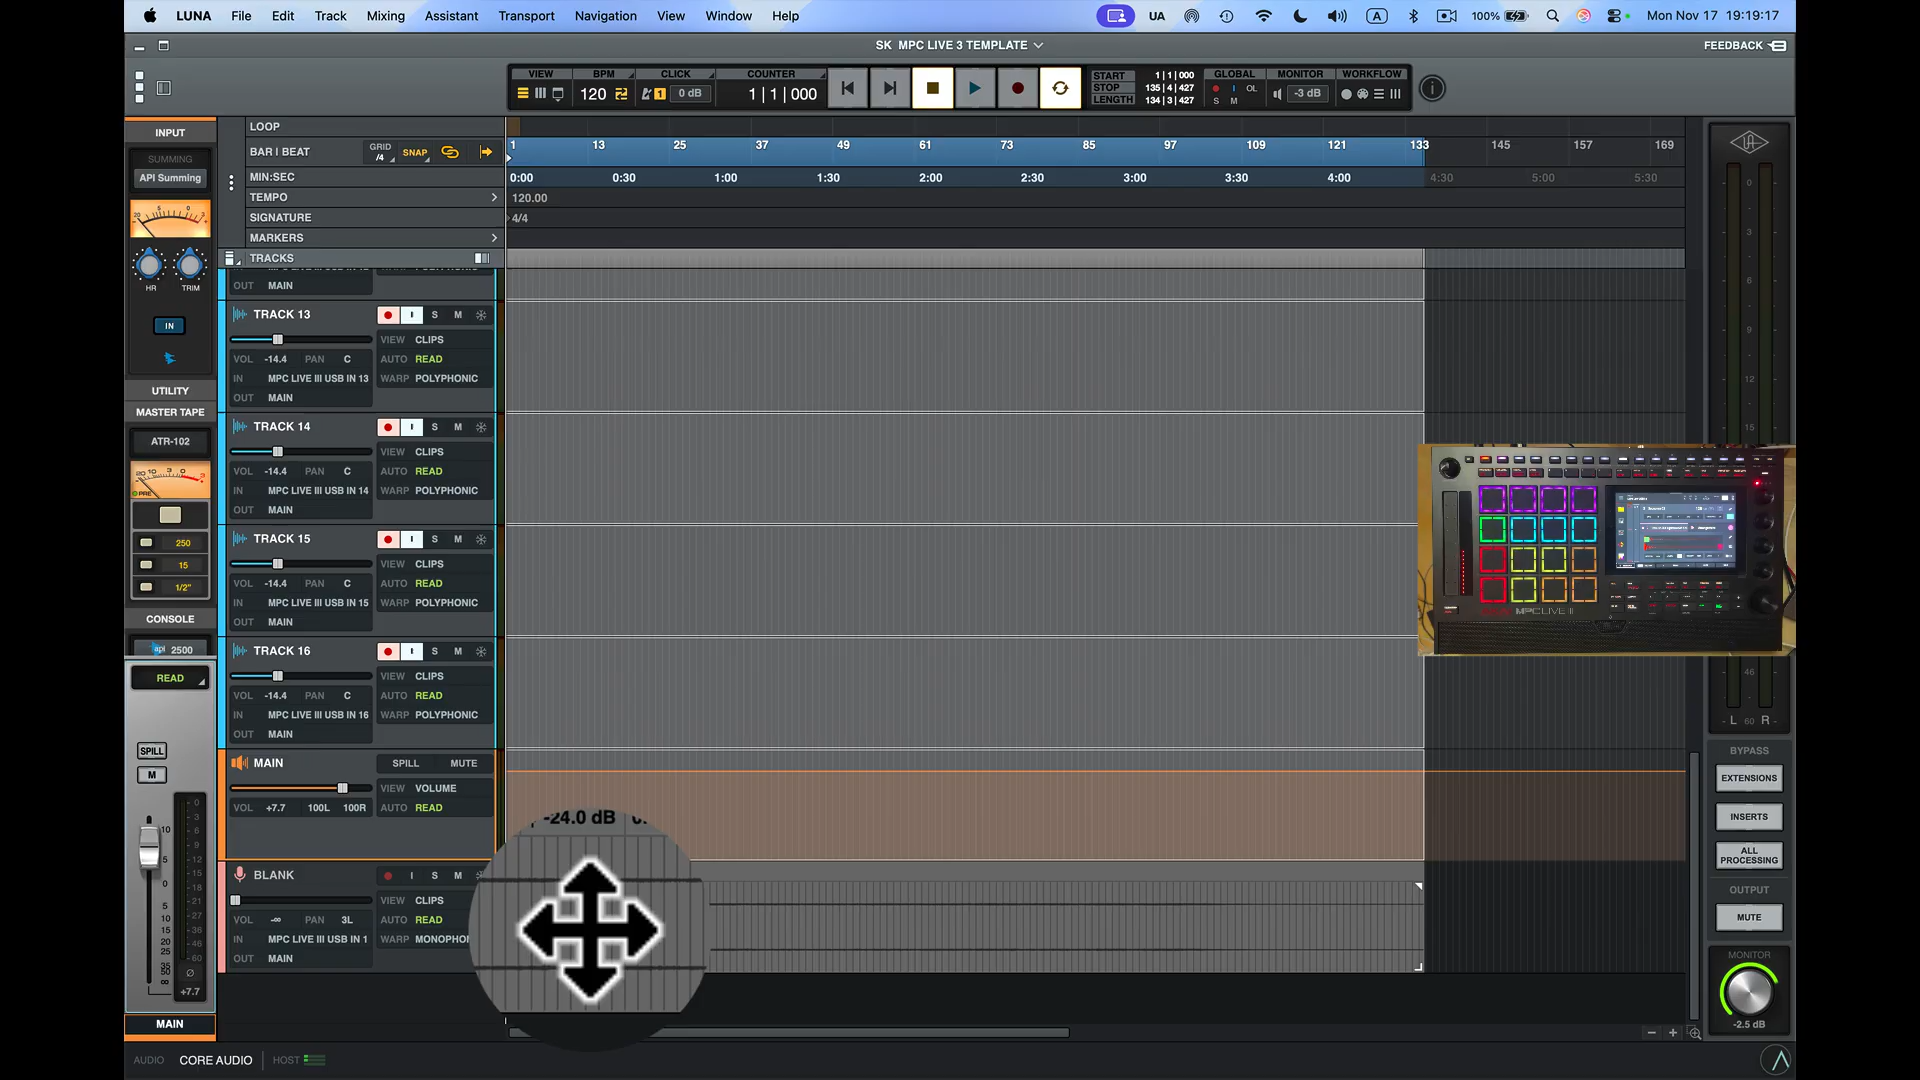 LUNA File Edit Track Mixing Assistant Transport Navigation View Window Help
UA A 100% Mon Nov 17 19:19:17
SK MPC LIVE 3 TEMPLATE
FEEDBACK
VIEW BPM CLICK COUNTER
120 1 0 dB 1 | 1 | 000
START 1 | 1 | 000
STOP 135 | 4 | 427
LENGTH 134 | 3 | 427
GLOBAL MONITOR WORKFLOW
I OL
S M
-3 dB
INPUT
SUMMING
API Summing
HR TRIM
IN
UTILITY
MASTER TAPE
ATR-102
PRE
250
15
1/2"
CONSOLE
api 2500
READ
SPILL
M
+7.7
MAIN
LOOP
BAR | BEAT GRID /4 SNAP
1 13 25 37 49 61 73 85 97 109 121 133 145 157 169
MIN:SEC 0:00 0:30 1:00 1:30 2:00 2:30 3:00 3:30 4:00 4:30 5:00 5:30
TEMPO 120.00
SIGNATURE 4/4
MARKERS
TRACKS
OUT MAIN
TRACK 13 I S M
VIEW CLIPS
VOL -14.4 PAN C AUTO READ
IN MPC LIVE III USB IN 13 WARP POLYPHONIC
OUT MAIN
TRACK 14 I S M
VIEW CLIPS
VOL -14.4 PAN C AUTO READ
IN MPC LIVE III USB IN 14 WARP POLYPHONIC
OUT MAIN
TRACK 15 I S M
VIEW CLIPS
VOL -14.4 PAN C AUTO READ
IN MPC LIVE III USB IN 15 WARP POLYPHONIC
OUT MAIN
TRACK 16 I S M
VIEW CLIPS
VOL -14.4 PAN C AUTO READ
IN MPC LIVE III USB IN 16 WARP POLYPHONIC
OUT MAIN
MAIN SPILL MUTE
VIEW VOLUME
VOL +7.7 100L 100R AUTO READ
-24.0 dB
BLANK I S M
VIEW CLIPS
VOL -∞ PAN 3L AUTO READ
IN MPC LIVE III USB IN 1 WARP MONOPHO
OUT MAIN
L 60 R
BYPASS
EXTENSIONS
INSERTS
ALL
PROCESSING
OUTPUT
MUTE
MONITOR
-2.5 dB
AUDIO CORE AUDIO HOST